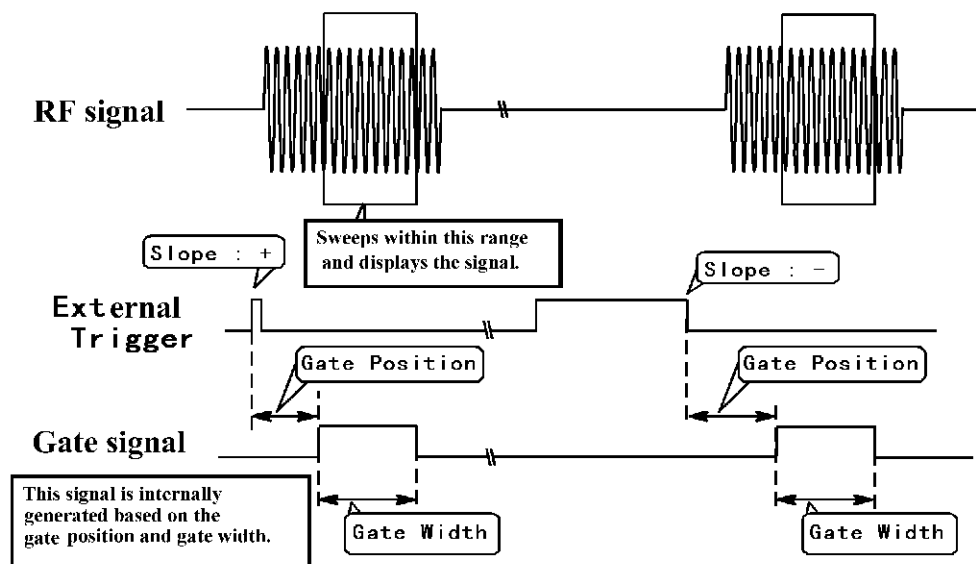 RF signal
Sweeps within this range
and displays the signal.
Slope : +
Slope : -
External
Trigger
Gate Position
Gate Position
Gate signal
This signal is internally
generated based on the
gate position and gate width.
Gate Width
Gate Width